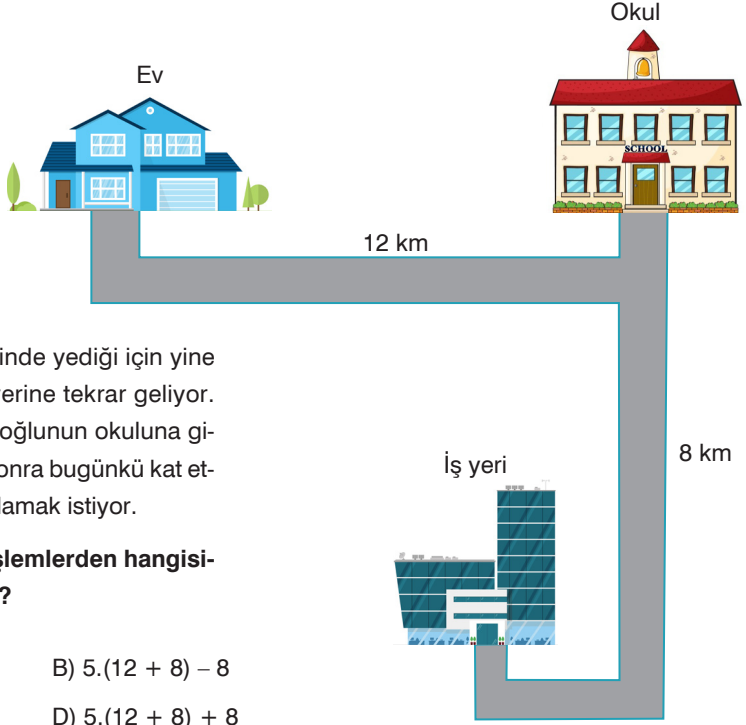 Okul
Ev
SCHOOL
12 km
inde yediği için yine
yerine tekrar geliyor.
oğlunun okuluna gi-
onra bugünkü kat et-
lamak istiyor.
İş yeri
8 km
şlemlerden hangisi-
?
B) 5.(12 + 8) – 8
D) 5.(12 + 8) + 8